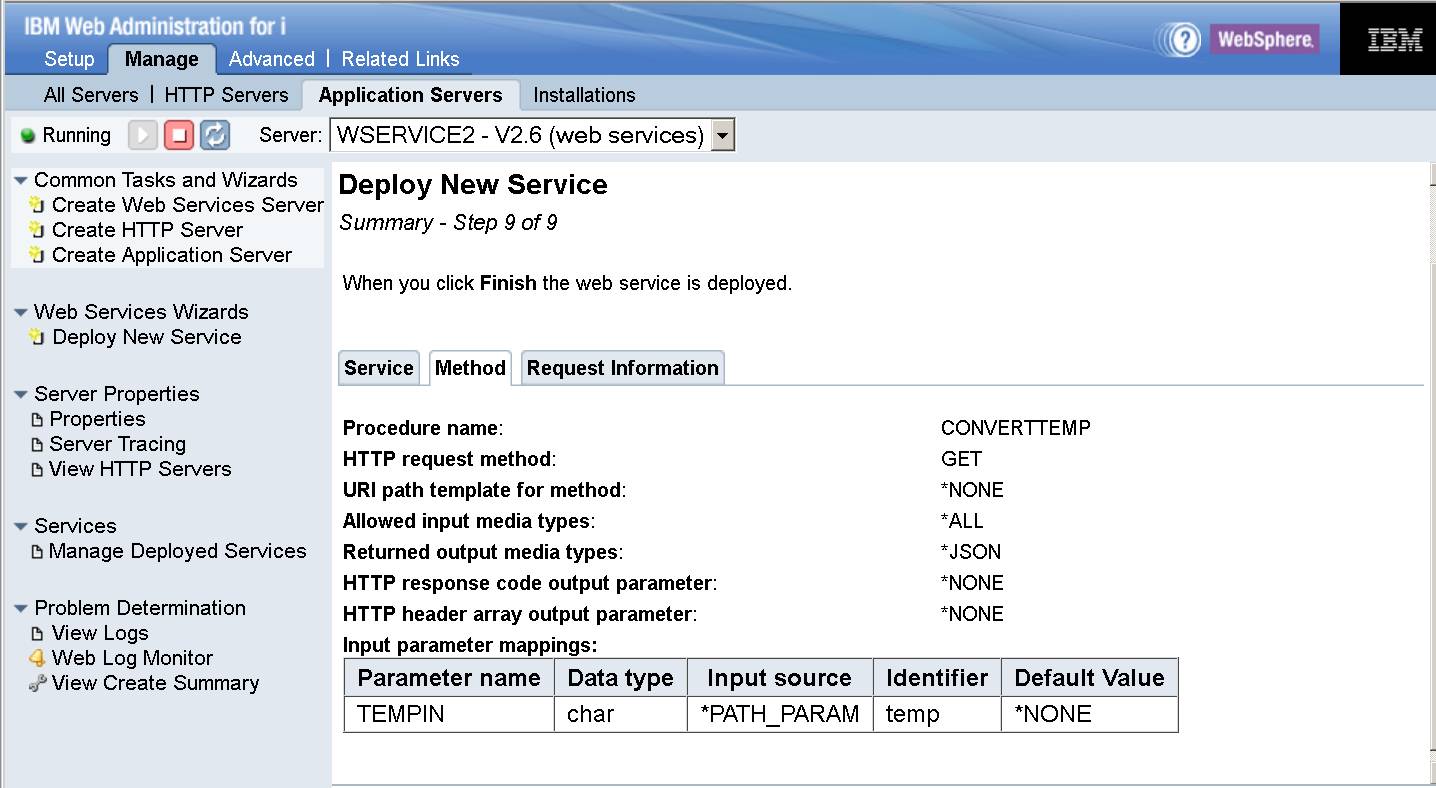 IBM Web Administration for i
WebSphere.
IBM
Setup Manage Advanced | Related Links
All Servers | HTTP Servers Application Servers Installations
Running Server: WSERVICE2 - V2.6 (web services)
Common Tasks and Wizards
Create Web Services Server
Create HTTP Server
Create Application Server
Web Services Wizards
Deploy New Service
Server Properties
Properties
Server Tracing
View HTTP Servers
Services
Manage Deployed Services
Problem Determination
View Logs
Web Log Monitor
View Create Summary
Deploy New Service
Summary - Step 9 of 9
When you click Finish the web service is deployed.
Service Method Request Information
Procedure name: CONVERTTEMP
HTTP request method: GET
URI path template for method: *NONE
Allowed input media types: *ALL
Returned output media types: *JSON
HTTP response code output parameter: *NONE
HTTP header array output parameter: *NONE
Input parameter mappings:
Parameter name Data type Input source Identifier Default Value
TEMPIN char *PATH_PARAM temp *NONE